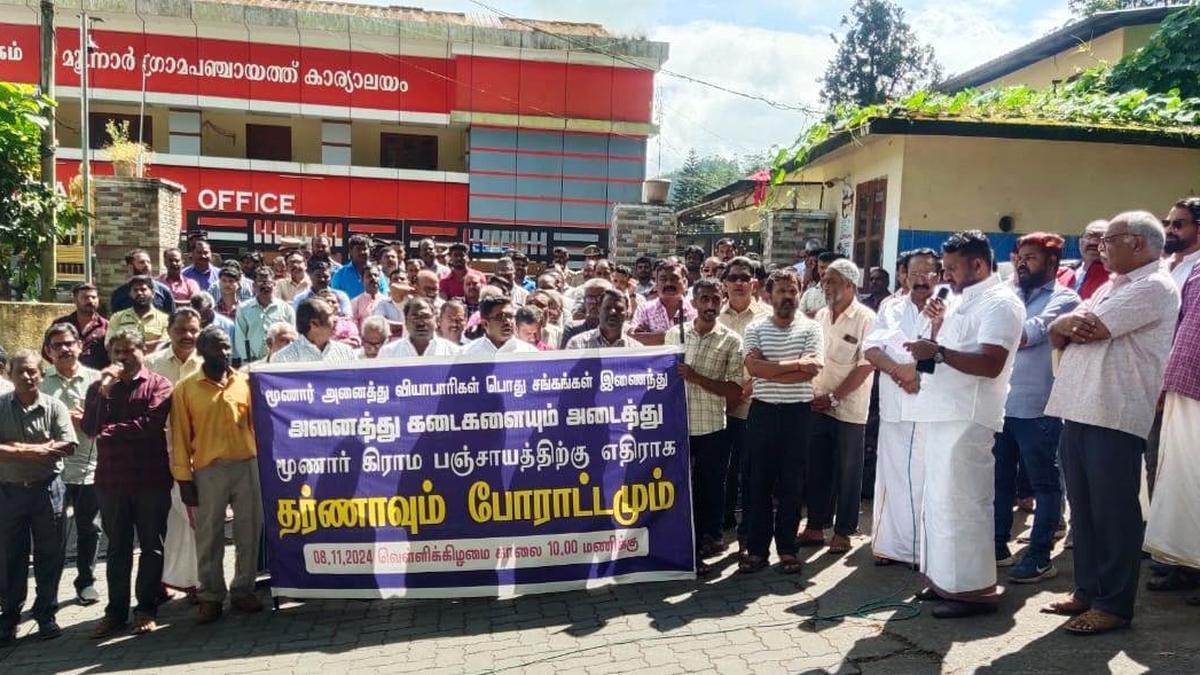 കം മൂന്നാർ ഗ്രാമപഞ്ചായത്ത് കാര്യാലയം
OFFICE
மூணார் அனைத்து வியாபாரிகள் பொது சங்கங்கள் இணைந்து
அனைத்து கடைகளையும் அடைத்து
மூணார் கிராம பஞ்சாயத்திற்கு எதிராக
தர்ணாவும் போராட்டமும்
08,11,2024 வெள்ளிக்கிழமை காலை 10,00 மணிக்கு